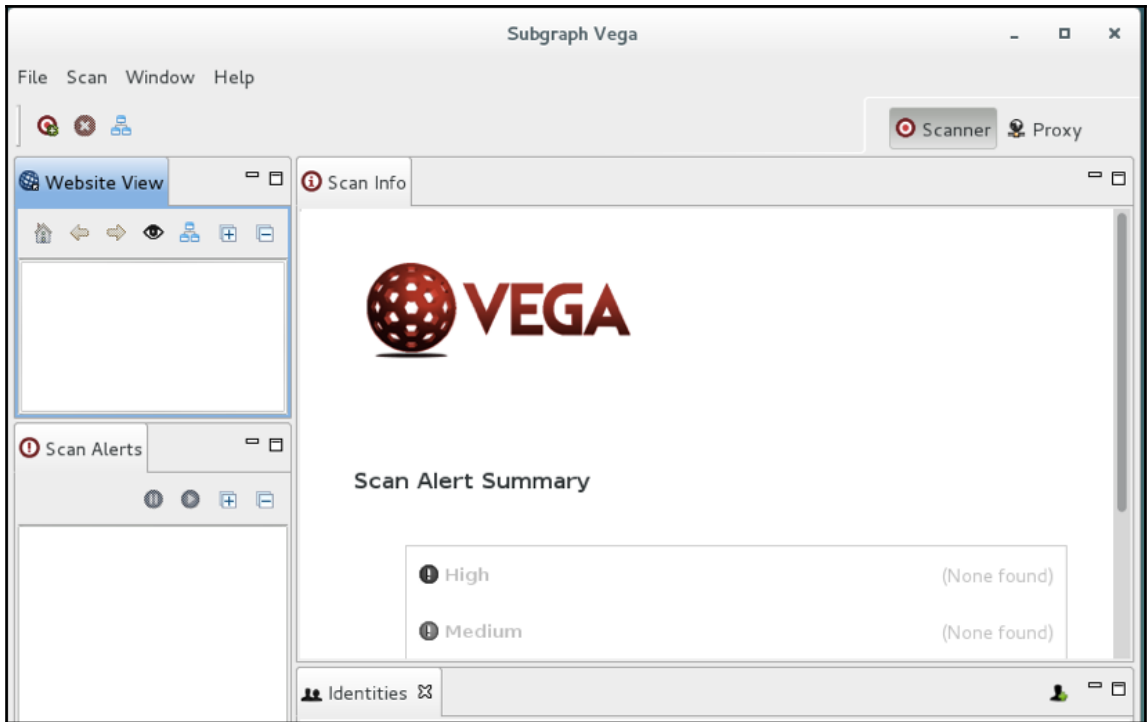 Subgraph Vega
File Scan Window Help
Scanner Proxy
Website View
Scan Info
VEGA
Scan Alerts
Scan Alert Summary
High (None found)
Medium (None found)
Identities